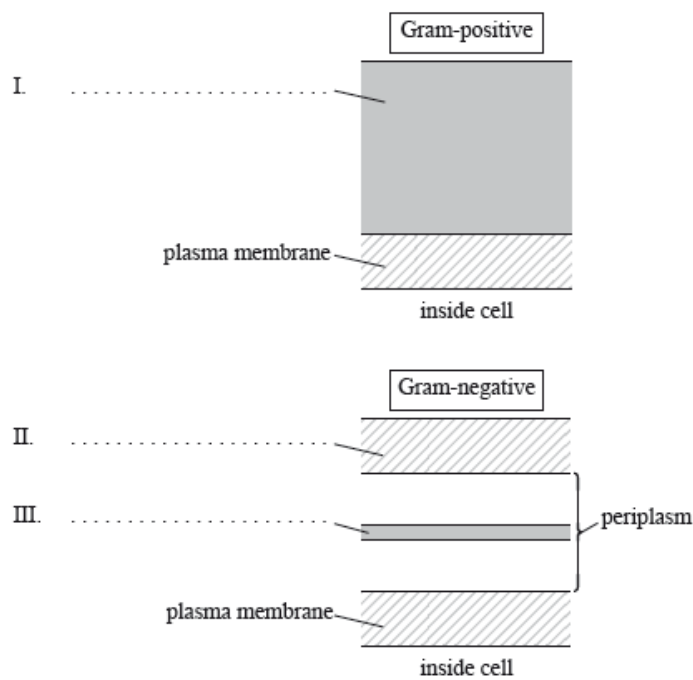 Gram-positive
I. ........................
plasma membrane
inside cell
Gram-negative
II. ........................
III. ........................
periplasm
plasma membrane
inside cell